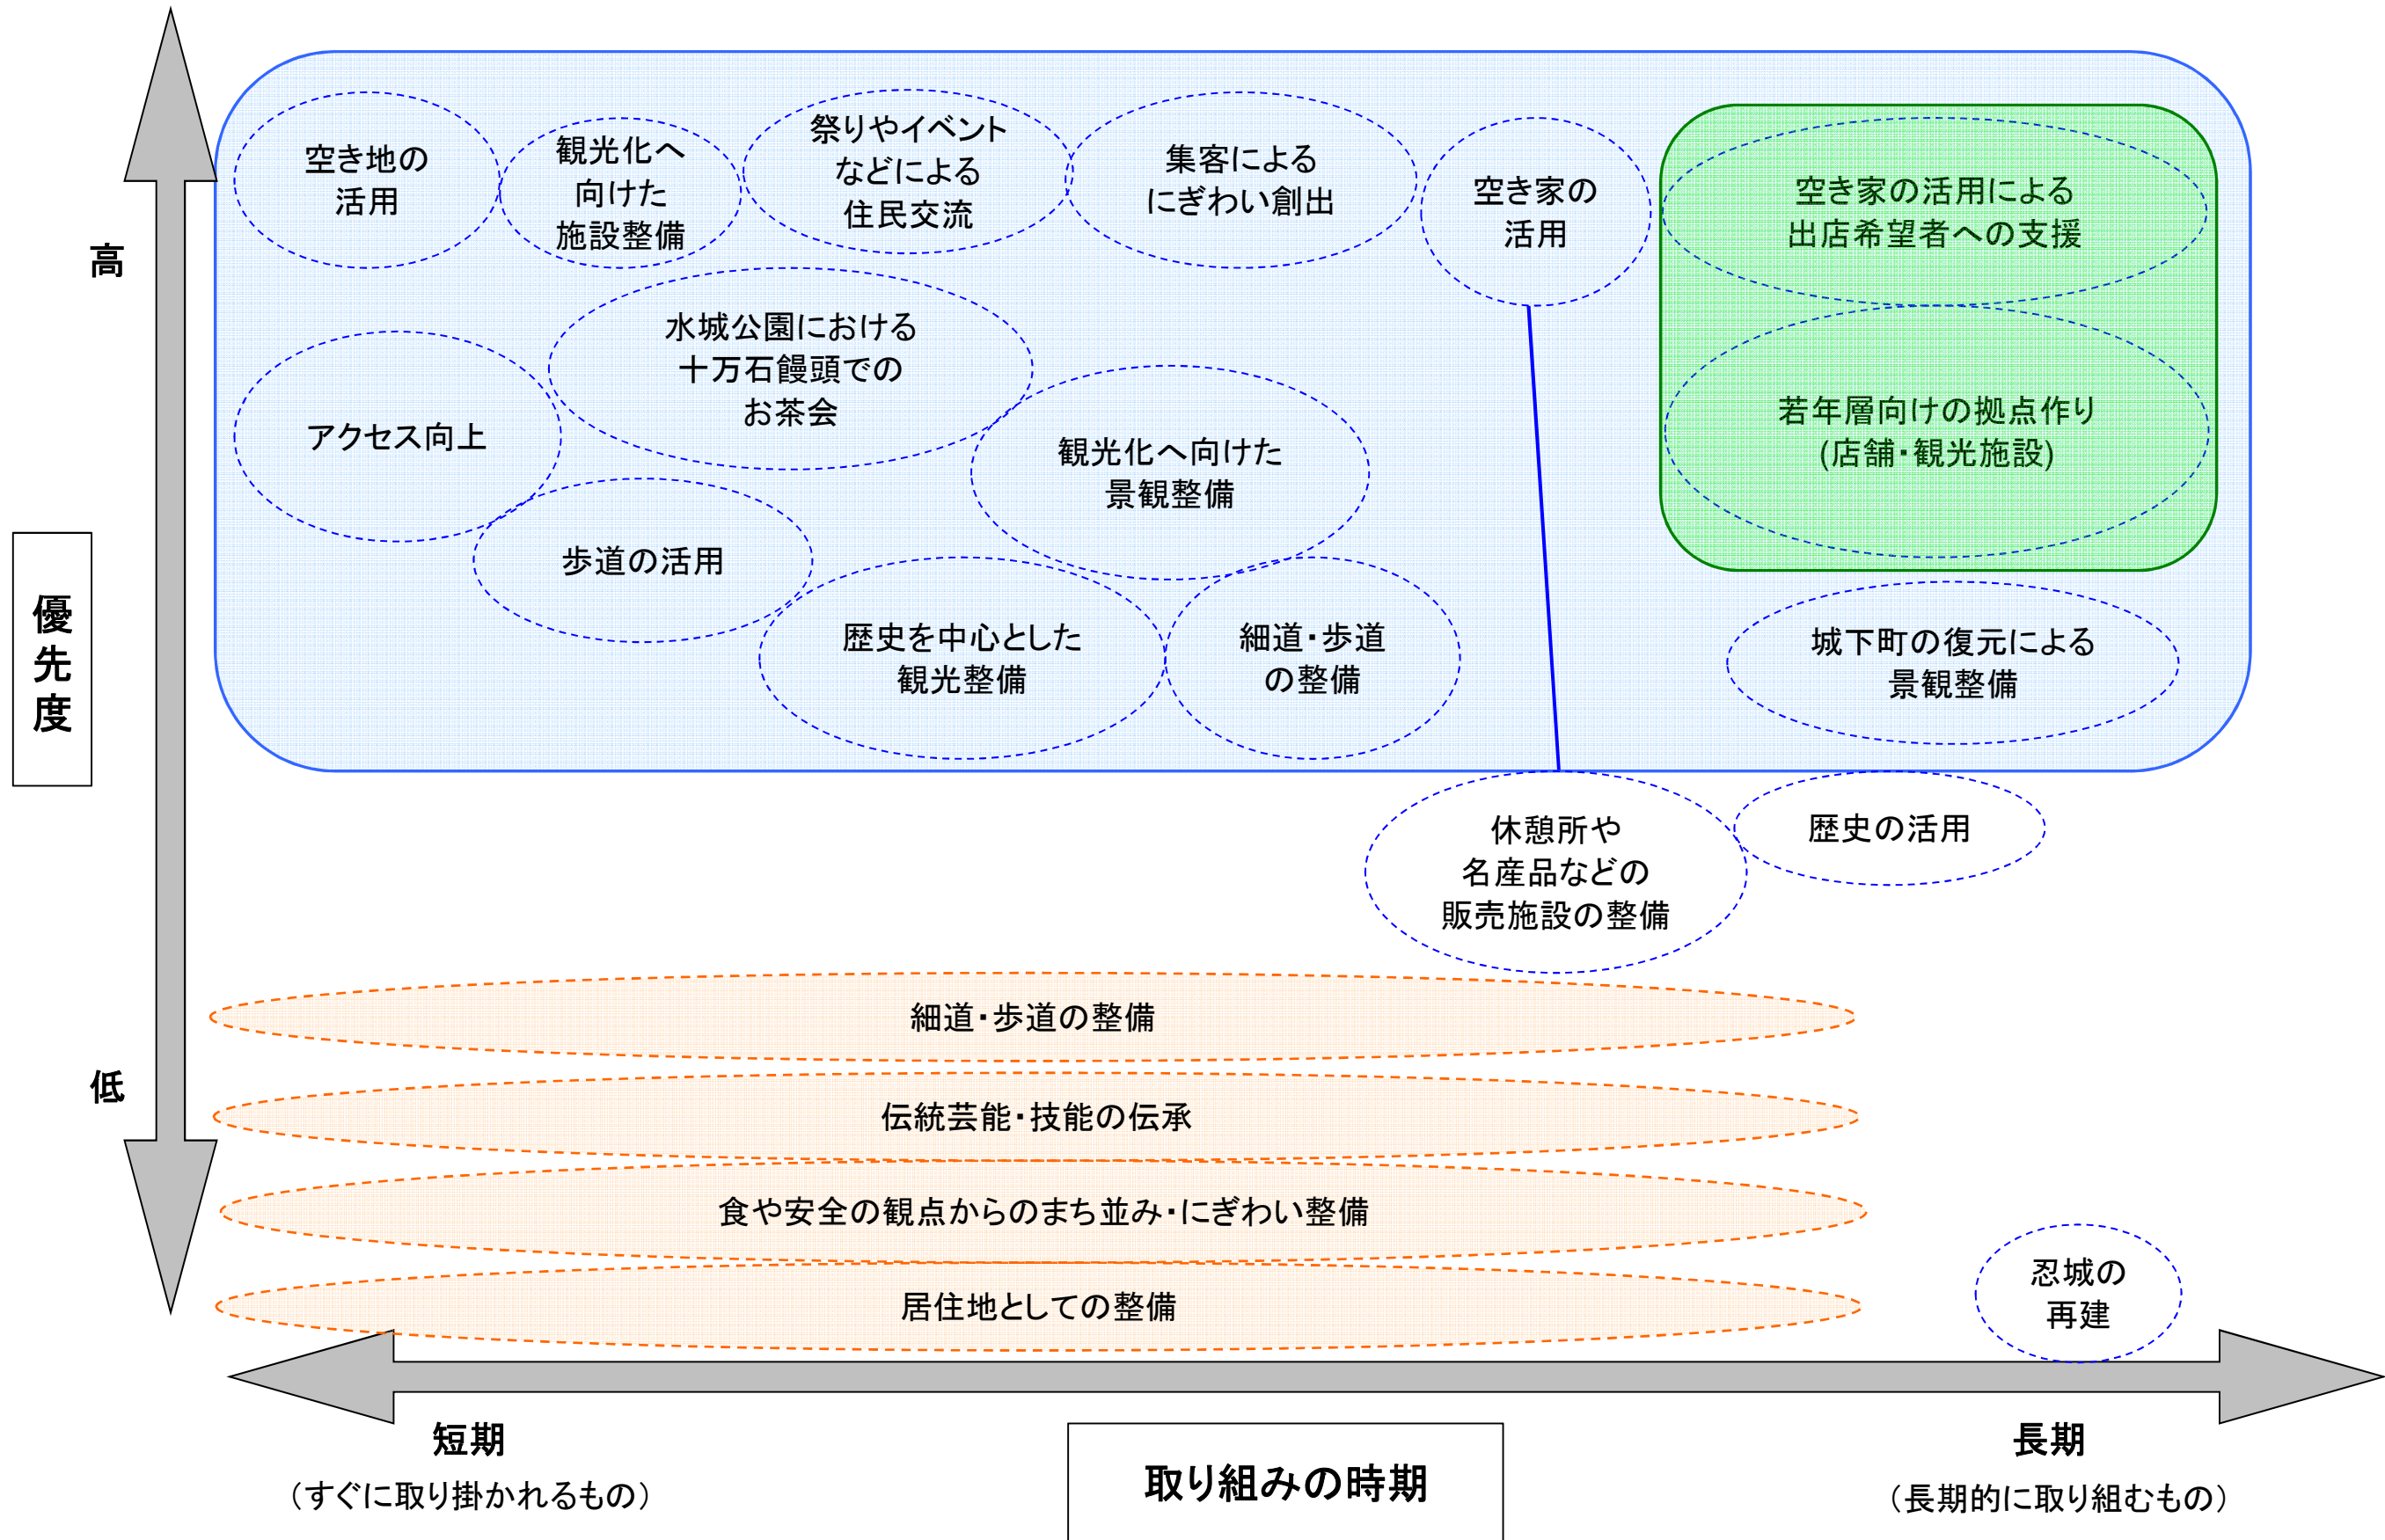 高
優
先
度
低
空き地の
活用
観光化へ
向けた
施設整備
祭りやイベント
などによる
住民交流
集客による
にぎわい創出
空き家の
活用
空き家の活用による
出店希望者への支援
水城公園における
十万石饅頭での
お茶会
アクセス向上
観光化へ向けた
景観整備
若年層向けの拠点作り
(店舗・観光施設)
歩道の活用
歴史を中心とした
観光整備
細道・歩道
の整備
城下町の復元による
景観整備
休憩所や
名産品などの
販売施設の整備
歴史の活用
細道・歩道の整備
伝統芸能・技能の伝承
食や安全の観点からのまち並み・にぎわい整備
居住地としての整備
忍城の
再建
短期
（すぐに取り掛かれるもの）
取り組みの時期
長期
（長期的に取り組むもの）